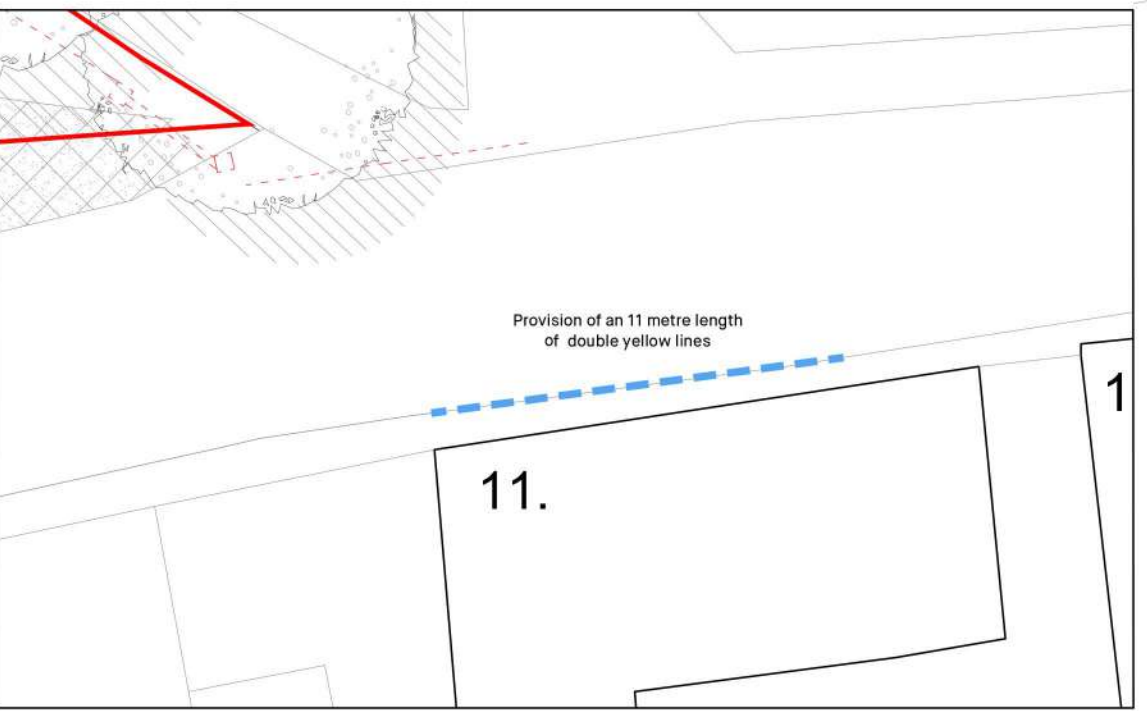 Provision of an 11 metre length
of double yellow lines
11.
1